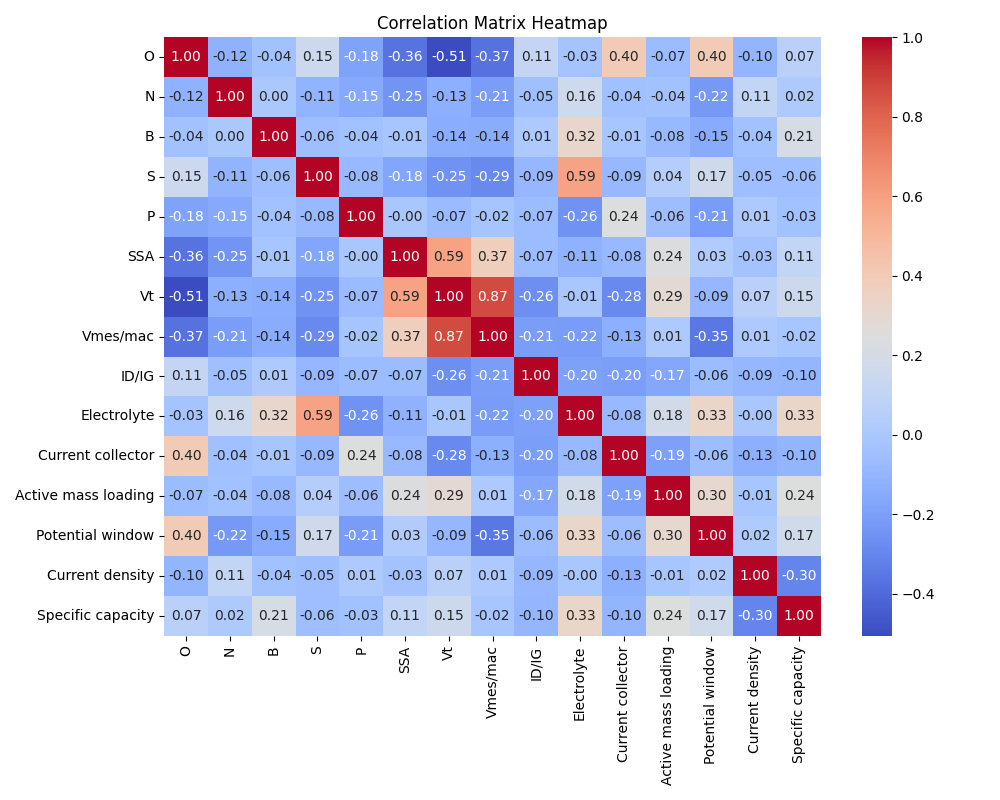 Correlation Matrix Heatmap
O 1.00 -0.12 -0.04 0.15 -0.18 -0.36 -0.51 -0.37 0.11 -0.03 0.40 -0.07 0.40 -0.10 0.07
N -0.12 1.00 0.00 -0.11 -0.15 -0.25 -0.13 -0.21 -0.05 0.16 -0.04 -0.04 -0.22 0.11 0.02
B -0.04 0.00 1.00 -0.06 -0.04 -0.01 -0.14 -0.14 0.01 0.32 -0.01 -0.08 -0.15 -0.04 0.21
S 0.15 -0.11 -0.06 1.00 -0.08 -0.18 -0.25 -0.29 -0.09 0.59 -0.09 0.04 0.17 -0.05 -0.06
P -0.18 -0.15 -0.04 -0.08 1.00 -0.00 -0.07 -0.02 -0.07 -0.26 0.24 -0.06 -0.21 0.01 -0.03
SSA -0.36 -0.25 -0.01 -0.18 -0.00 1.00 0.59 0.37 -0.07 -0.11 -0.08 0.24 0.03 -0.03 0.11
Vt -0.51 -0.13 -0.14 -0.25 -0.07 0.59 1.00 0.87 -0.26 -0.01 -0.28 0.29 -0.09 0.07 0.15
Vmes/mac -0.37 -0.21 -0.14 -0.29 -0.02 0.37 0.87 1.00 -0.21 -0.22 -0.13 0.01 -0.35 0.01 -0.02
ID/IG 0.11 -0.05 0.01 -0.09 -0.07 -0.07 -0.26 -0.21 1.00 -0.20 -0.20 -0.17 -0.06 -0.09 -0.10
Electrolyte -0.03 0.16 0.32 0.59 -0.26 -0.11 -0.01 -0.22 -0.20 1.00 -0.08 0.18 0.33 -0.00 0.33
Current collector 0.40 -0.04 -0.01 -0.09 0.24 -0.08 -0.28 -0.13 -0.20 -0.08 1.00 -0.19 -0.06 -0.13 -0.10
Active mass loading -0.07 -0.04 -0.08 0.04 -0.06 0.24 0.29 0.01 -0.17 0.18 -0.19 1.00 0.30 -0.01 0.24
Potential window 0.40 -0.22 -0.15 0.17 -0.21 0.03 -0.09 -0.35 -0.06 0.33 -0.06 0.30 1.00 0.02 0.17
Current density -0.10 0.11 -0.04 -0.05 0.01 -0.03 0.07 0.01 -0.09 -0.00 -0.13 -0.01 0.02 1.00 -0.30
Specific capacity 0.07 0.02 0.21 -0.06 -0.03 0.11 0.15 -0.02 -0.10 0.33 -0.10 0.24 0.17 -0.30 1.00
O
N
B
S
P
SSA
Vt
Vmes/mac
ID/IG
Electrolyte
Current collector
Active mass loading
Potential window
Current density
Specific capacity
1.0
0.8
0.6
0.4
0.2
0.0
−0.2
−0.4